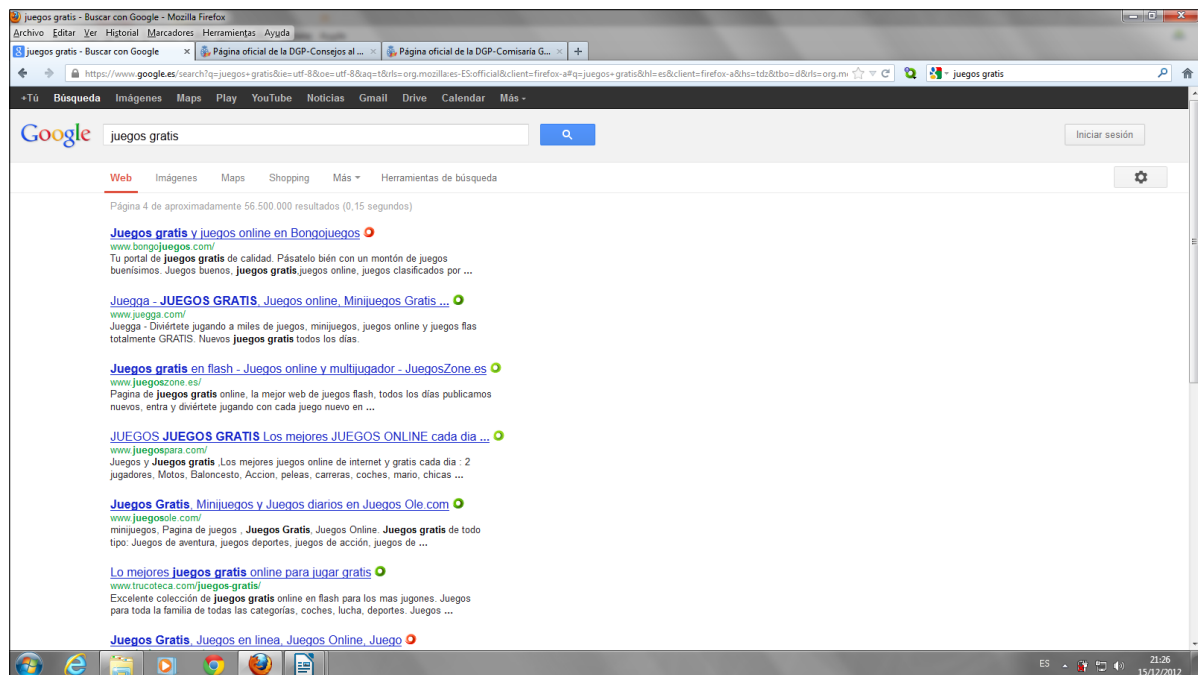 juegos gratis - Buscar con Google - Mozilla Firefox
Archivo Editar Ver Historial Marcadores Herramientas Ayuda
juegos gratis - Buscar con Google × Página oficial de la DGP-Consejos al ... × Página oficial de la DGP-Comisaría G... × +
https://www.google.es/search?q=juegos+gratis&ie=utf-8&oe=utf-8&aq=t&rls=org.mozilla:es-ES:official&client=firefox-a#q=juegos+gratis&hl=es&client=firefox-a&hs=tdz&tbo=d&rls=org.m juegos gratis
+Tú Búsqueda Imágenes Maps Play YouTube Noticias Gmail Drive Calendar Más
Google juegos gratis Iniciar sesión
Web Imágenes Maps Shopping Más Herramientas de búsqueda
Página 4 de aproximadamente 56.500.000 resultados (0,15 segundos)
Juegos gratis y juegos online en Bongojuegos
www.bongojuegos.com/
Tu portal de juegos gratis de calidad. Pásatelo bién con un montón de juegos
buenísimos. Juegos buenos, juegos gratis,juegos online, juegos clasificados por ...
Juegga - JUEGOS GRATIS, Juegos online, Minijuegos Gratis ...
www.juegga.com/
Juegga - Diviértete jugando a miles de juegos, minijuegos, juegos online y juegos flas
totalmente GRATIS. Nuevos juegos gratis todos los días.
Juegos gratis en flash - Juegos online y multijugador - JuegosZone.es
www.juegoszone.es/
Pagina de juegos gratis online, la mejor web de juegos flash, todos los días publicamos
nuevos, entra y diviértete jugando con cada juego nuevo en ...
JUEGOS JUEGOS GRATIS Los mejores JUEGOS ONLINE cada dia ...
www.juegospara.com/
Juegos y Juegos gratis ,Los mejores juegos online de internet y gratis cada dia : 2
jugadores, Motos, Baloncesto, Accion, peleas, carreras, coches, mario, chicas ...
Juegos Gratis, Minijuegos y Juegos diarios en Juegos Ole.com
www.juegosole.com/
minijuegos, Pagina de juegos , Juegos Gratis, Juegos Online. Juegos gratis de todo
tipo: Juegos de aventura, juegos deportes, juegos de acción, juegos de ...
Lo mejores juegos gratis online para jugar gratis
www.trucoteca.com/juegos-gratis/
Excelente colección de juegos gratis online en flash para los mas jugones. Juegos
para toda la familia de todas las categorías, coches, lucha, deportes. Juegos ...
Juegos Gratis, Juegos en linea, Juegos Online, Juego
ES 21:26
15/12/2012